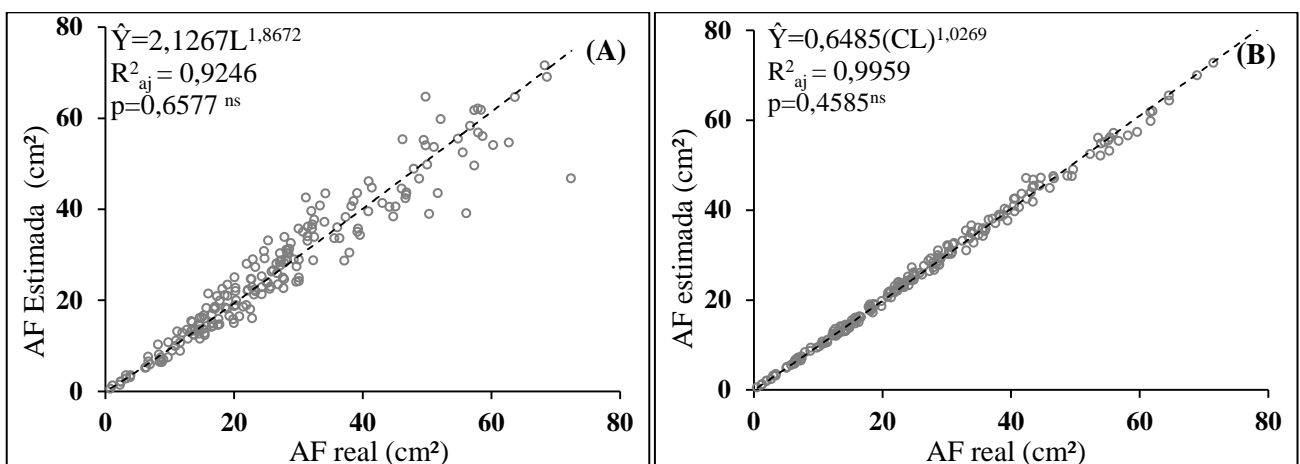 Ŷ=2,1267L^1,8672
R²aj = 0,9246
p=0,6577 ns
(A)
AF Estimada (cm²)
80
60
40
20
0
0 20 40 60 80
AF real (cm²)
Ŷ=0,6485(CL)^1,0269
R²aj = 0,9959
p=0,4585ns
(B)
AF estimada (cm²)
80
60
40
20
0
0 20 40 60 80
AF real (cm²)